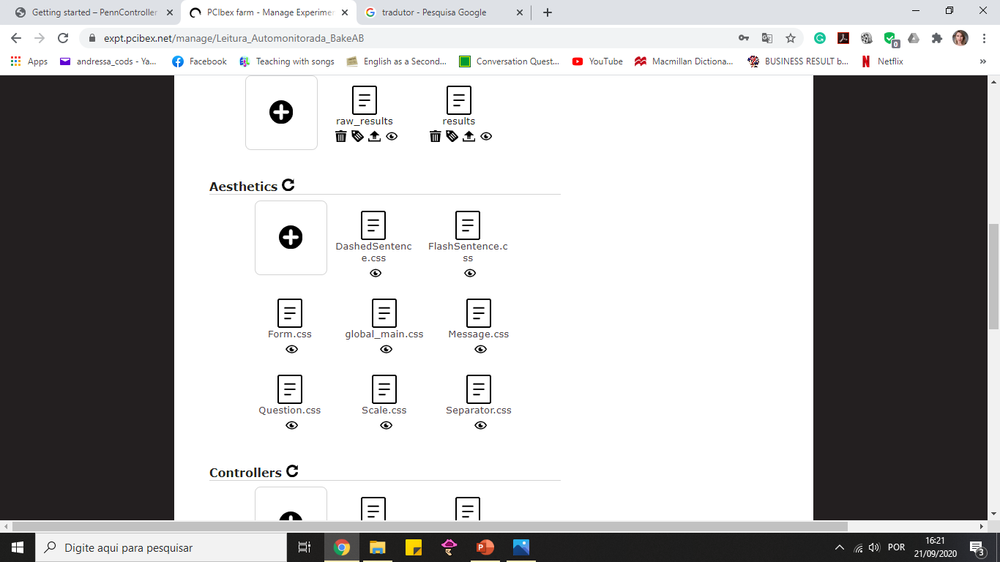 Getting started – PennController
PCIbex farm - Manage Experimen
tradutor - Pesquisa Google
expt.pcibex.net/manage/Leitura_Automonitorada_BakeAB
0
Apps
andressa_cods - Ya...
Facebook
Teaching with songs
English as a Second...
Conversation Quest...
YouTube
Macmillan Dictiona...
BUSINESS RESULT b...
Netflix
»
raw_results
results
Aesthetics
DashedSentenc
e.css
FlashSentence.c
ss
Form.css
global_main.css
Message.css
Question.css
Scale.css
Separator.css
Controllers
Digite aqui para pesquisar
POR
16:21
21/09/2020
3